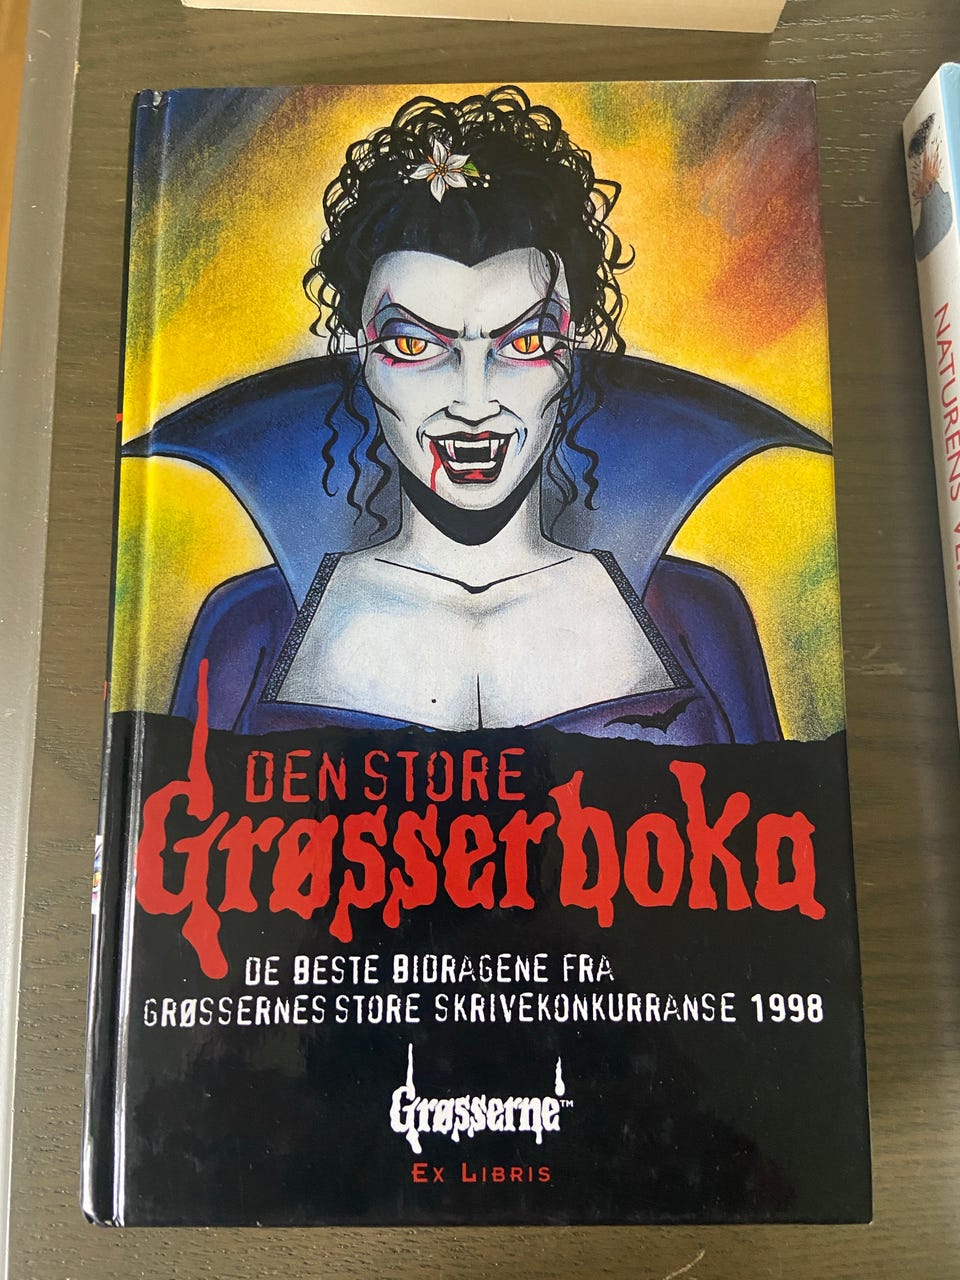 DEN STORE
Grøsserboka
DE BESTE BIDRAGENE FRA
GRØSSERNES STORE SKRIVEKONKURRANSE 1998
Grøsserne™
EX LIBRIS
NATURENS